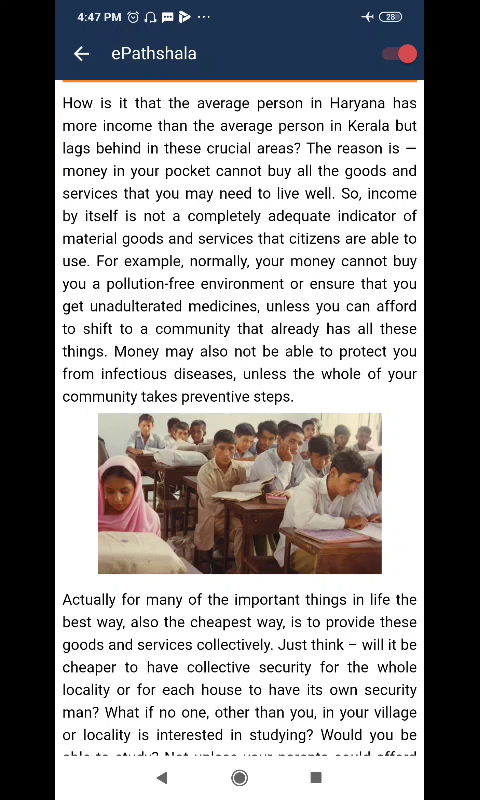 4:47 PM
28
ePathshala
How is it that the average person in Haryana has
more income than the average person in Kerala but
lags behind in these crucial areas? The reason is —
money in your pocket cannot buy all the goods and
services that you may need to live well. So, income
by itself is not a completely adequate indicator of
material goods and services that citizens are able to
use. For example, normally, your money cannot buy
you a pollution-free environment or ensure that you
get unadulterated medicines, unless you can afford
to shift to a community that already has all these
things. Money may also not be able to protect you
from infectious diseases, unless the whole of your
community takes preventive steps.
Actually for many of the important things in life the
best way, also the cheapest way, is to provide these
goods and services collectively. Just think – will it be
cheaper to have collective security for the whole
locality or for each house to have its own security
man? What if no one, other than you, in your village
or locality is interested in studying? Would you be
able to study? Not unless your parents could afford